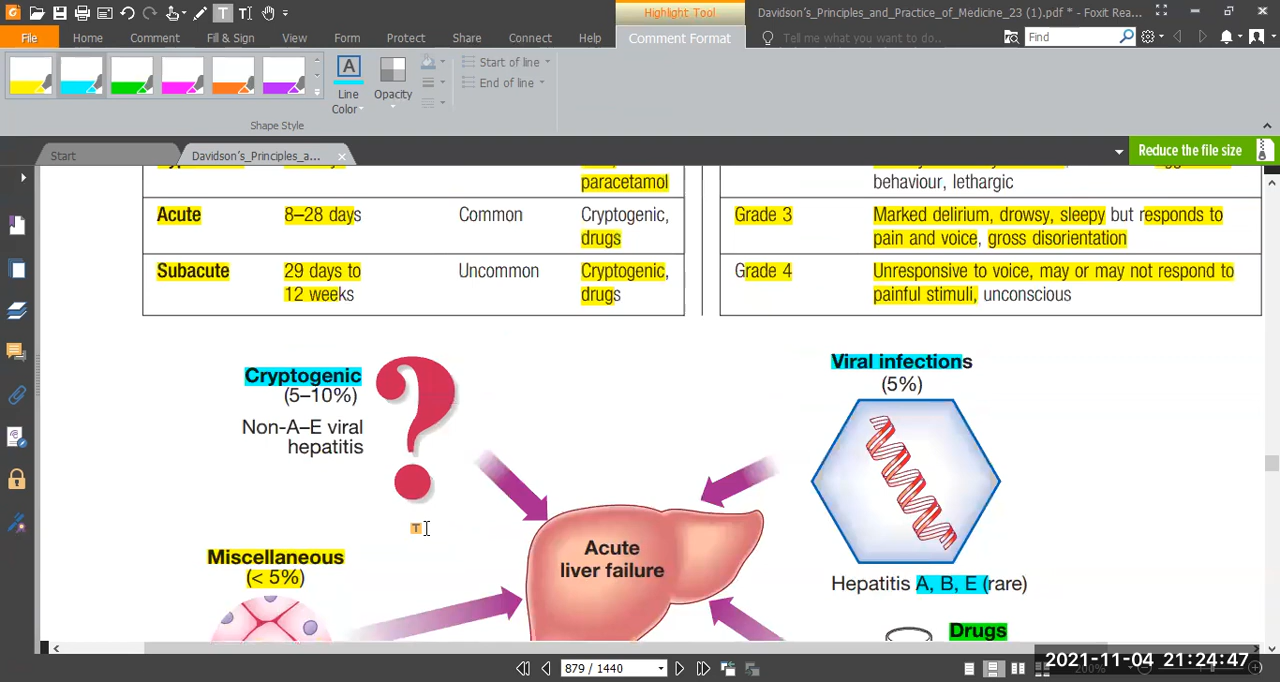 Highlight Tool
Davidson's_Principles_and_Practice_of_Medicine_23 (1).pdf * - Foxit Rea...
File Home Comment Fill & Sign View Form Protect Share Connect Help Comment Format Tell me what you want to do.. Find
Line Color
Opacity
Start of line
End of line
Shape Style
Start
Davidson's_Principles_a...
Reduce the file size
paracetamol
Acute 8–28 days Common Cryptogenic,
drugs
Subacute 29 days to Uncommon Cryptogenic,
12 weeks drugs
behaviour, lethargic
Grade 3 Marked delirium, drowsy, sleepy but responds to
pain and voice, gross disorientation
Grade 4 Unresponsive to voice, may or may not respond to
painful stimuli, unconscious
Cryptogenic
(5–10%)
Non-A–E viral
hepatitis
?
Viral infections
(5%)
Acute
liver failure
Miscellaneous
(< 5%)
Hepatitis A, B, E (rare)
Drugs
879 / 1440
200%
2021-11-04 21:24:47